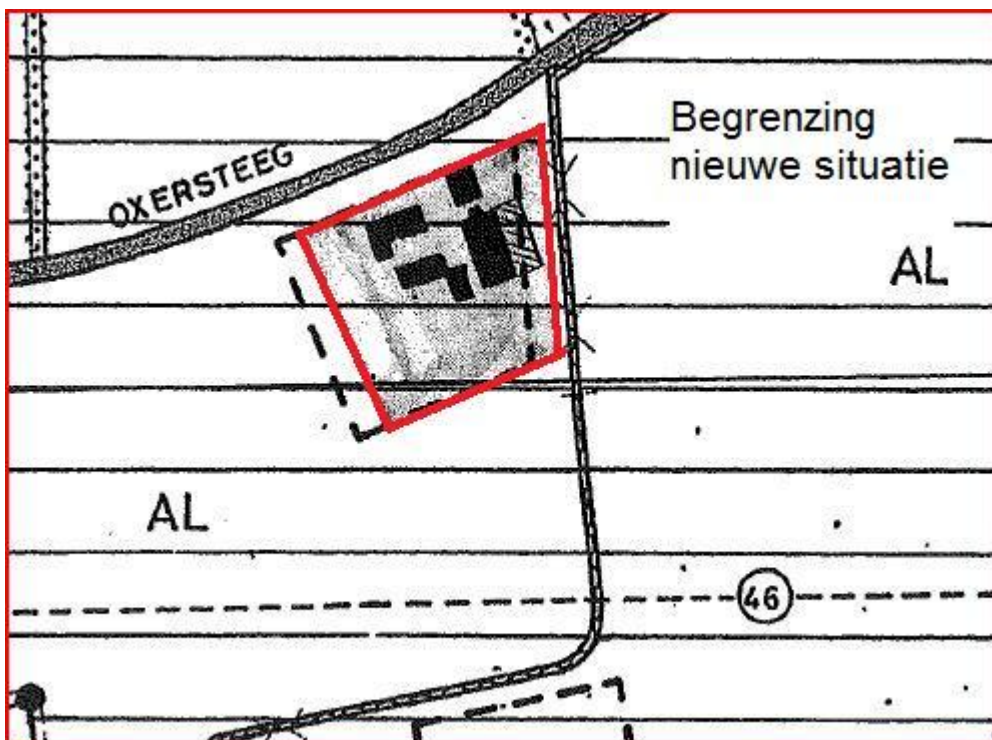 Begrenzing
nieuwe situatie
OXERSTEEG
AL
AL
46